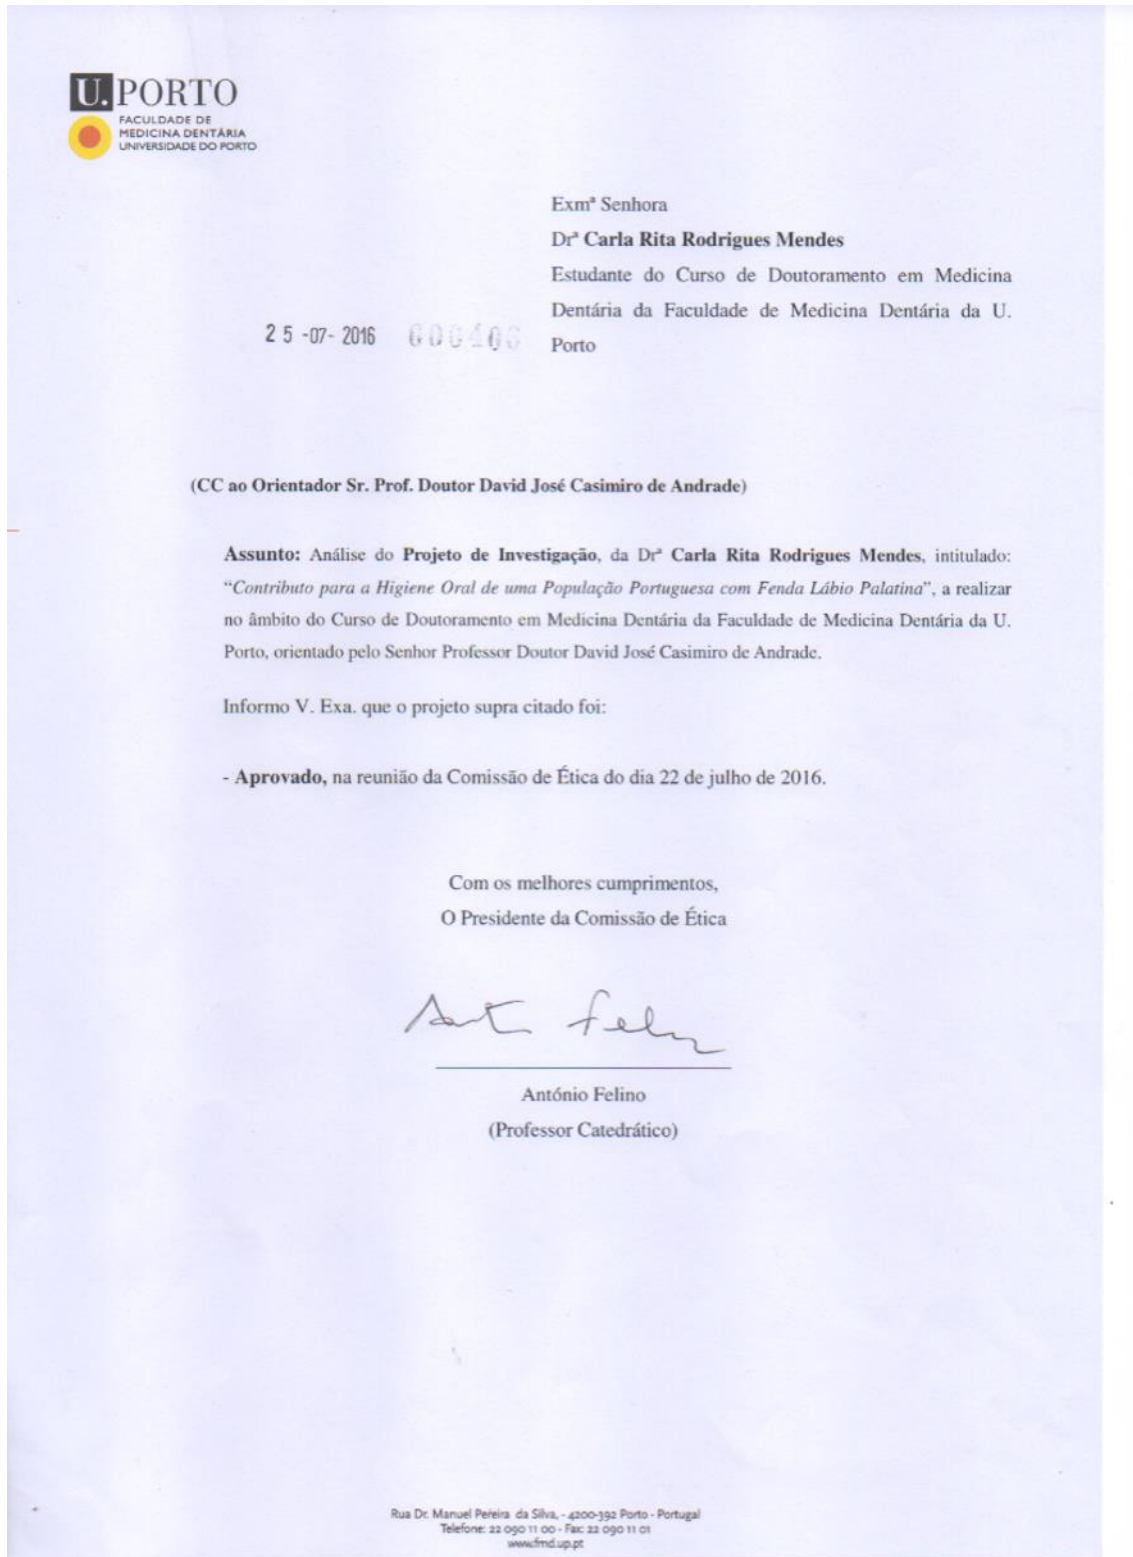 U. PORTO
FACULDADE DE
MEDICINA DENTÁRIA
UNIVERSIDADE DO PORTO
Exmª Senhora
Drª Carla Rita Rodrigues Mendes
Estudante do Curso de Doutoramento em Medicina
Dentária da Faculdade de Medicina Dentária da U.
Porto
25 -07- 2016
(CC ao Orientador Sr. Prof. Doutor David José Casimiro de Andrade)
Assunto: Análise do Projeto de Investigação, da Drª Carla Rita Rodrigues Mendes, intitulado:
“Contributo para a Higiene Oral de uma População Portuguesa com Fenda Lábio Palatina”, a realizar
no âmbito do Curso de Doutoramento em Medicina Dentária da Faculdade de Medicina Dentária da U.
Porto, orientado pelo Senhor Professor Doutor David José Casimiro de Andrade.
Informo V. Exa. que o projeto supra citado foi:
- Aprovado, na reunião da Comissão de Ética do dia 22 de julho de 2016.
Com os melhores cumprimentos,
O Presidente da Comissão de Ética
António Felino
(Professor Catedrático)
Rua Dr. Manuel Pereira da Silva, - 4200-392 Porto - Portugal
Telefone: 22 090 11 00 - Fax: 22 090 11 01
www.fmd.up.pt